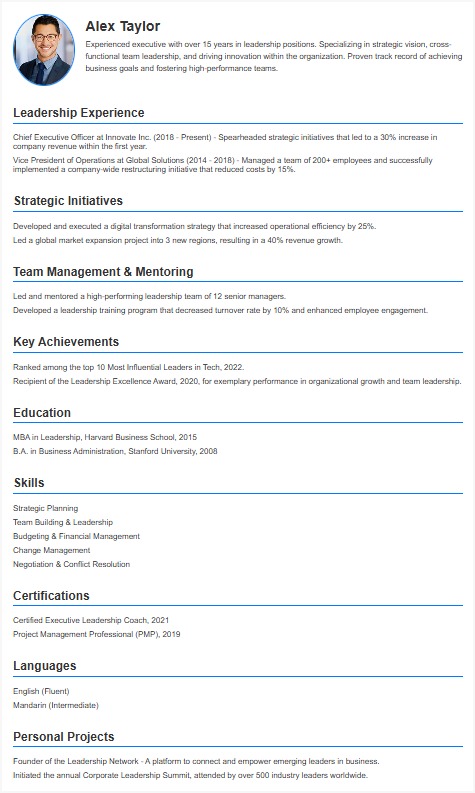 Alex Taylor
Experienced executive with over 15 years in leadership positions. Specializing in strategic vision, cross-
functional team leadership, and driving innovation within the organization. Proven track record of achieving
business goals and fostering high-performance teams.
Leadership Experience
Chief Executive Officer at Innovate Inc. (2018 - Present) - Spearheaded strategic initiatives that led to a 30% increase in
company revenue within the first year.
Vice President of Operations at Global Solutions (2014 - 2018) - Managed a team of 200+ employees and successfully
implemented a company-wide restructuring initiative that reduced costs by 15%.
Strategic Initiatives
Developed and executed a digital transformation strategy that increased operational efficiency by 25%.
Led a global market expansion project into 3 new regions, resulting in a 40% revenue growth.
Team Management & Mentoring
Led and mentored a high-performing leadership team of 12 senior managers.
Developed a leadership training program that decreased turnover rate by 10% and enhanced employee engagement.
Key Achievements
Ranked among the top 10 Most Influential Leaders in Tech, 2022.
Recipient of the Leadership Excellence Award, 2020, for exemplary performance in organizational growth and team leadership.
Education
MBA in Leadership, Harvard Business School, 2015
B.A. in Business Administration, Stanford University, 2008
Skills
Strategic Planning
Team Building & Leadership
Budgeting & Financial Management
Change Management
Negotiation & Conflict Resolution
Certifications
Certified Executive Leadership Coach, 2021
Project Management Professional (PMP), 2019
Languages
English (Fluent)
Mandarin (Intermediate)
Personal Projects
Founder of the Leadership Network - A platform to connect and empower emerging leaders in business.
Initiated the annual Corporate Leadership Summit, attended by over 500 industry leaders worldwide.